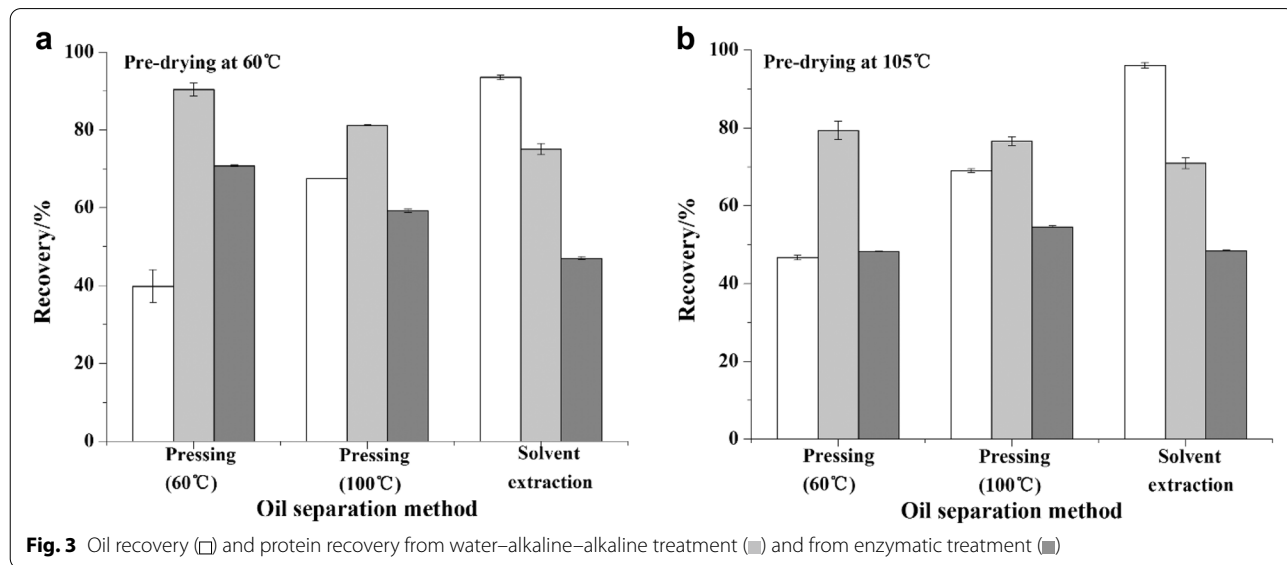 a
Pre-drying at 60℃
100
80
60
40
20
0
Recovery/%
Pressing
(60℃)
Pressing
(100℃)
Solvent
extraction
Oil separation method
b
Pre-drying at 105℃
100
80
60
40
20
0
Recovery/%
Pressing
(60℃)
Pressing
(100℃)
Solvent
extraction
Oil separation method
Fig. 3 Oil recovery (□) and protein recovery from water–alkaline–alkaline treatment (■) and from enzymatic treatment (■)